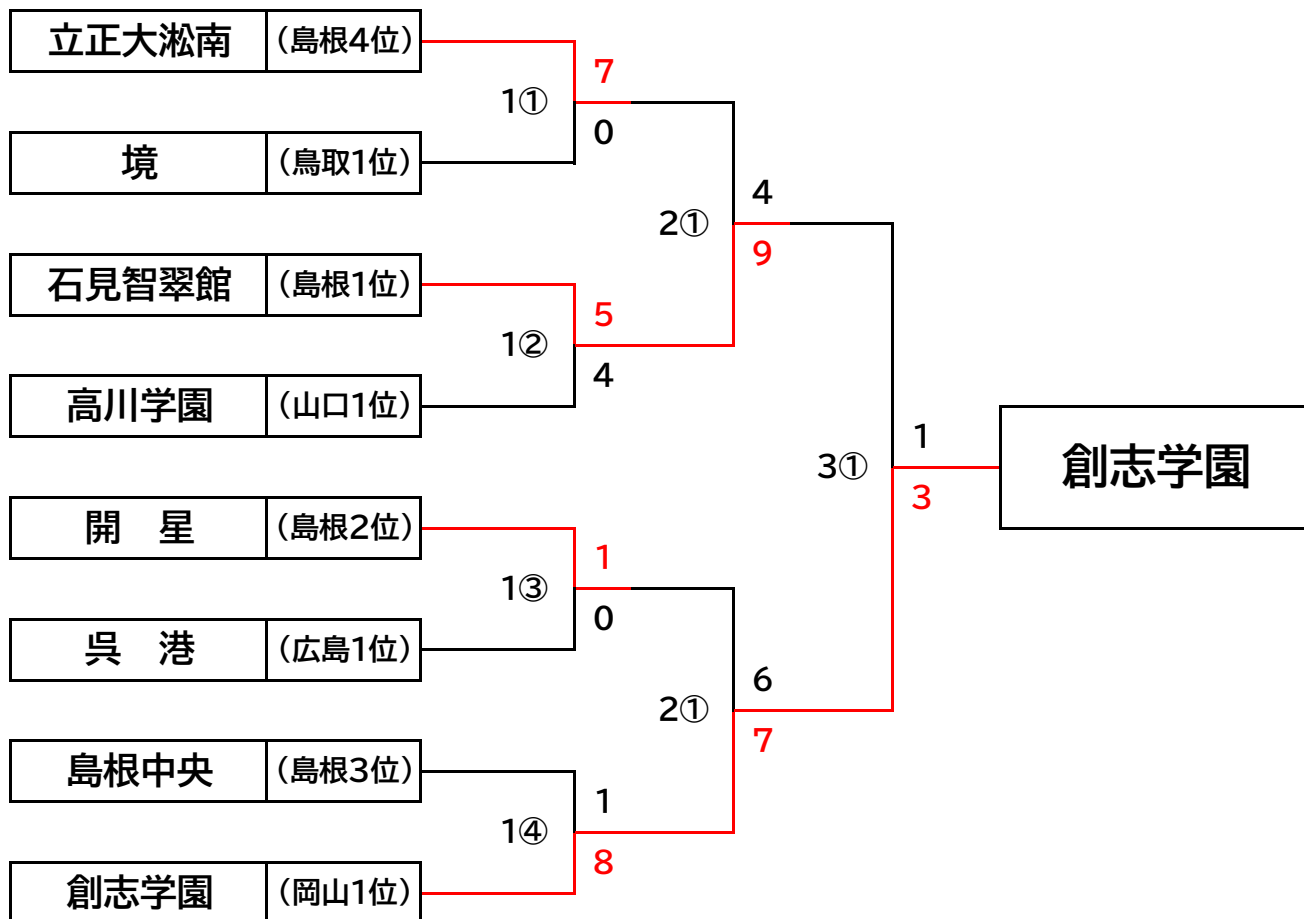 立正大淞南 (島根4位)
7
1①
0
境 (鳥取1位)
4
2①
9
石見智翠館 (島根1位)
5
1②
4
高川学園 (山口1位)
1
3①
創志学園
3
開　星 (島根2位)
1
1③
0
呉　港 (広島1位)
6
2①
7
島根中央 (島根3位)
1
1④
8
創志学園 (岡山1位)